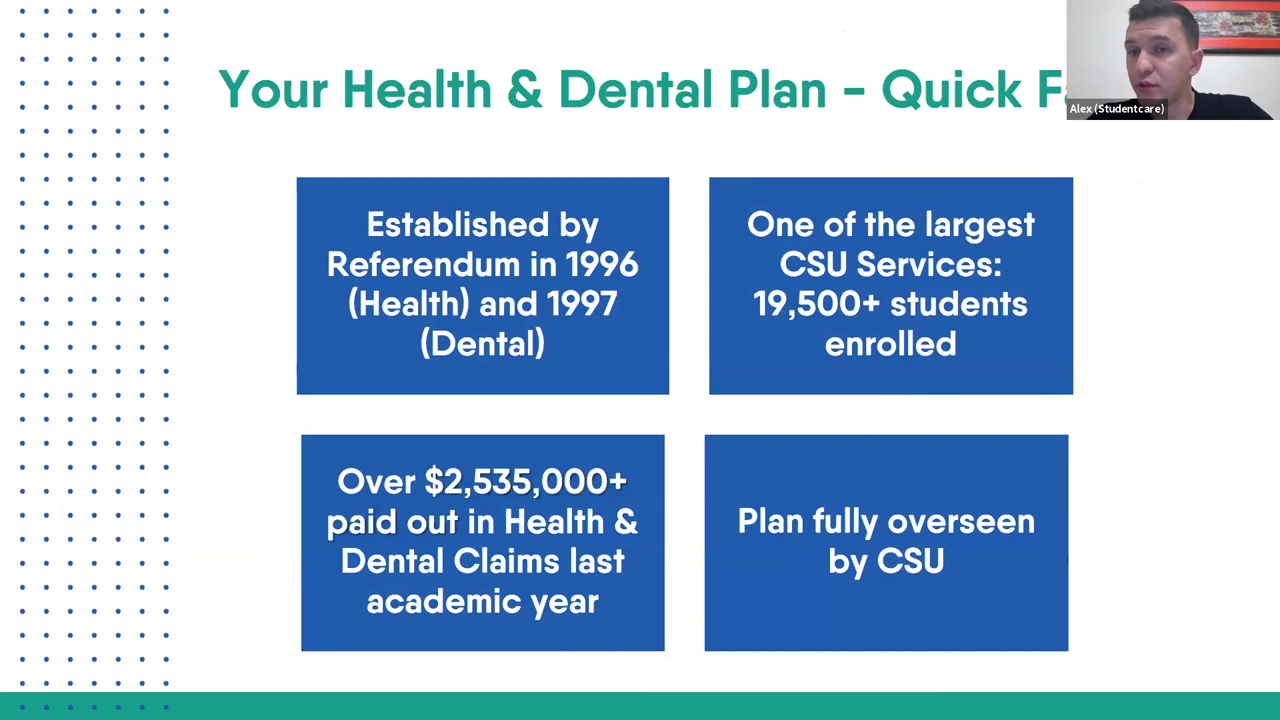 Your Health & Dental Plan - Quick
Alex (Studentcare)
Established by
Referendum in 1996
(Health) and 1997
(Dental)
One of the largest
CSU Services:
19,500+ students
enrolled
Over $2,535,000+
paid out in Health &
Dental Claims last
academic year
Plan fully overseen
by CSU